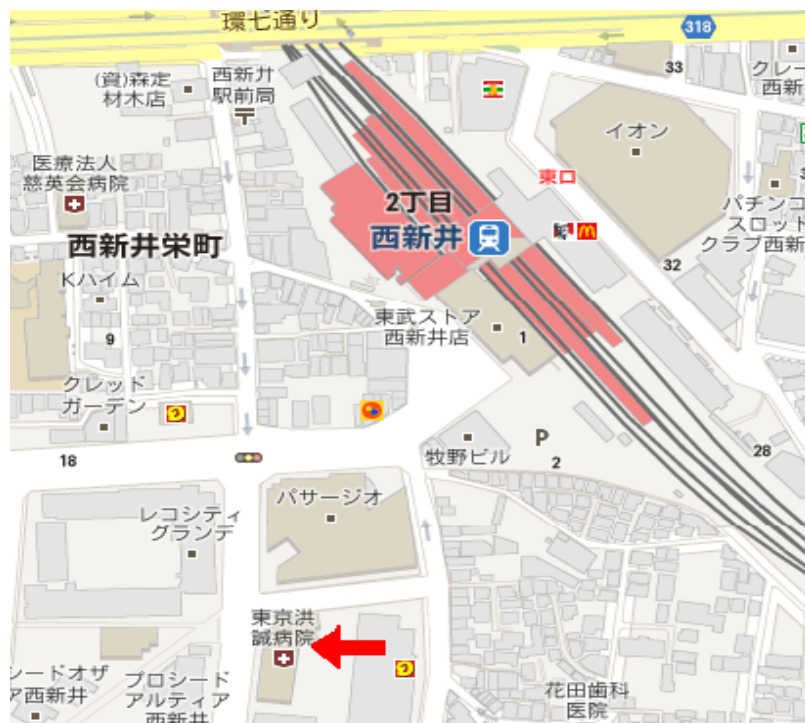 環七通り
318
33
クレー
西新
(資)森定
材木店
西新井
駅前局
イオン
医療法人
慈英会病院
東口
2丁目
西新井
パチンコ
スロット
クラブ西新
西新井栄町
Kハイム
32
東武ストア
西新井店
1
9
クレッド
ガーデン
P
牧野ビル
2
28
18
パサージオ
レコシティ
グランデ
東京洪
誠病院
シードオザ
ア西新井
プロシード
アルティア
西新井
花田歯科
医院